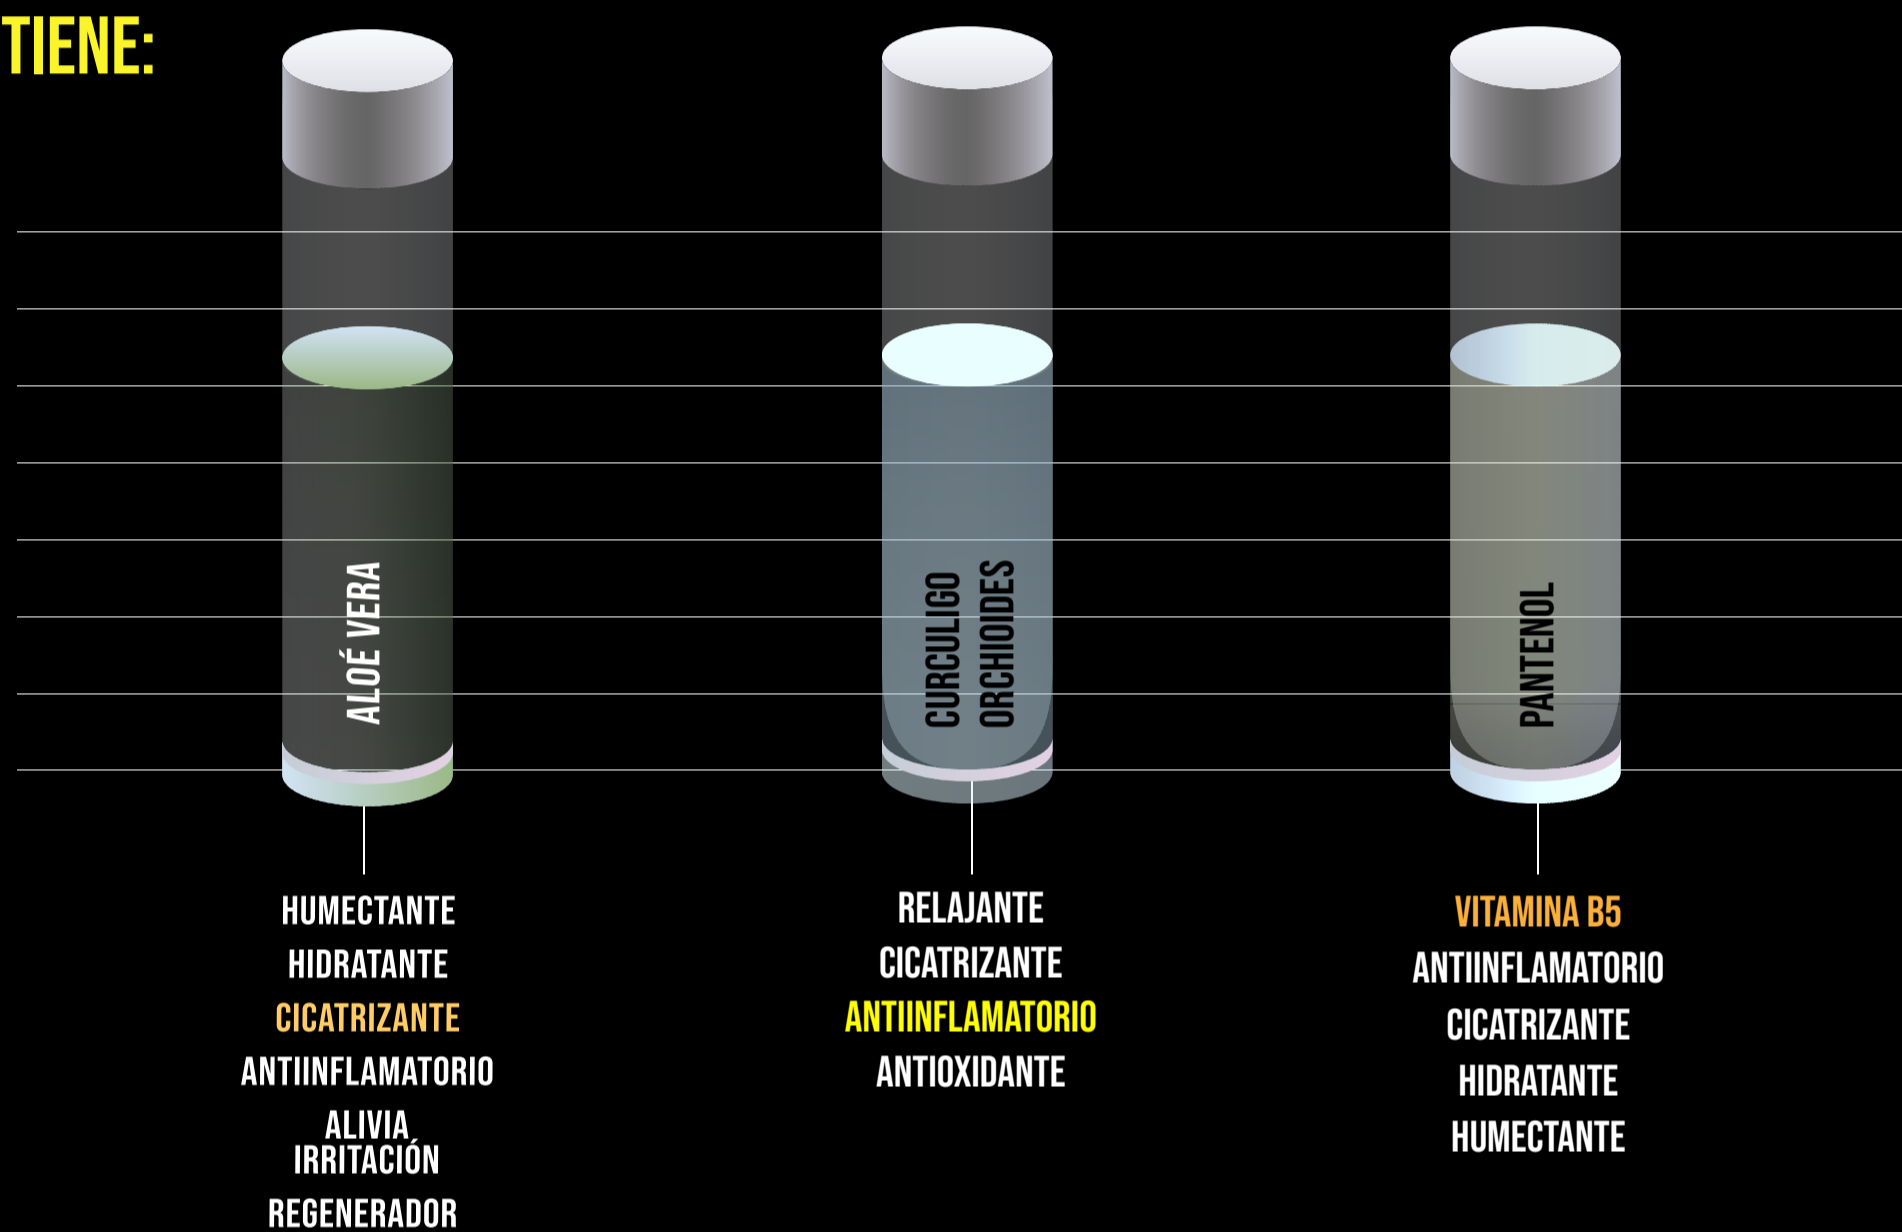 TIENE:
ALOÉ VERA
HUMECTANTE
HIDRATANTE
CICATRIZANTE
ANTIINFLAMATORIO
ALIVIA
IRRITACIÓN
REGENERADOR
CURCULIGO
ORCHIOIDES
RELAJANTE
CICATRIZANTE
ANTIINFLAMATORIO
ANTIOXIDANTE
PANTENOL
VITAMINA B5
ANTIINFLAMATORIO
CICATRIZANTE
HIDRATANTE
HUMECTANTE